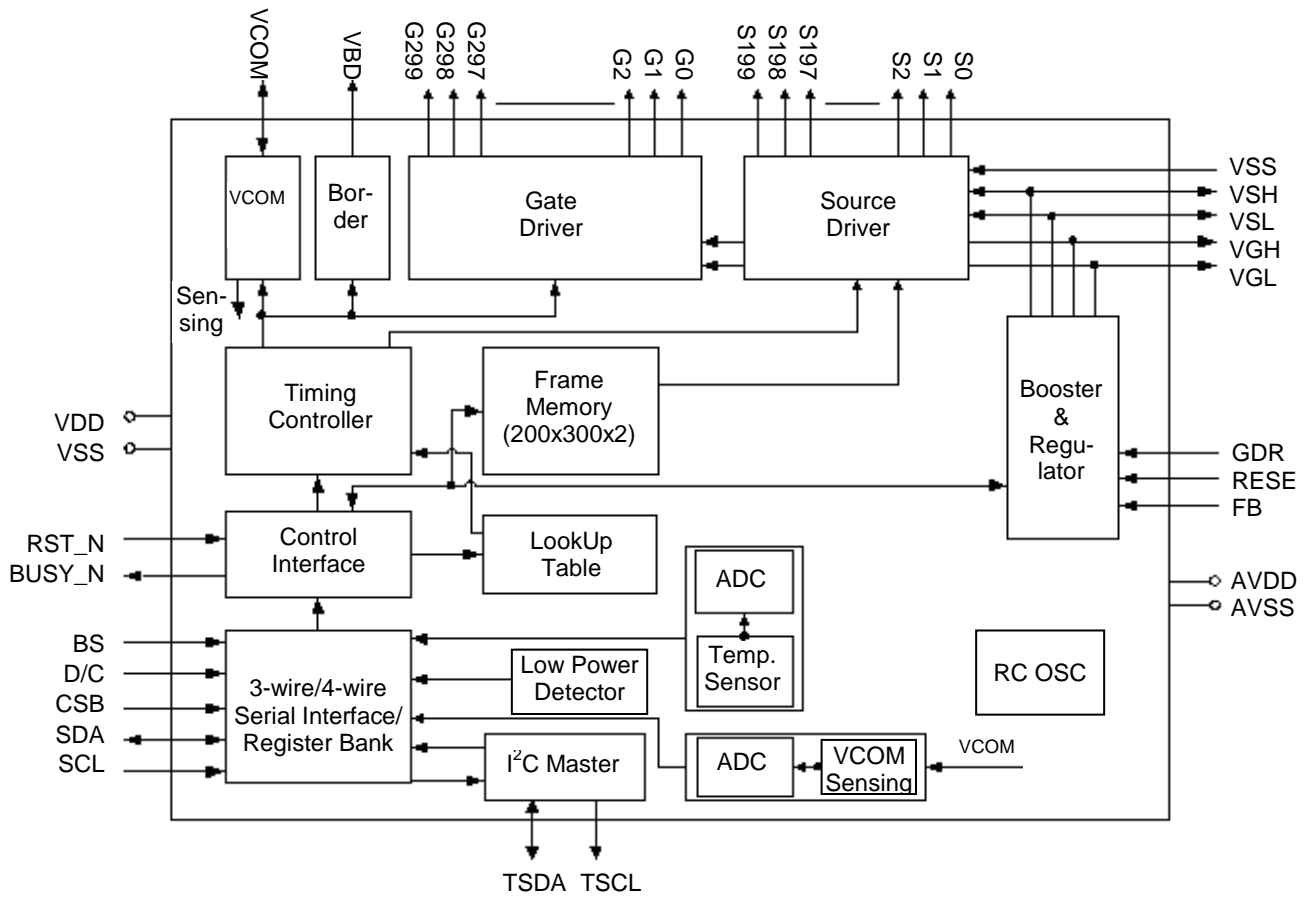 VCOM
VBD
G299
G298
G297
G2
G1
G0
S199
S198
S197
S2
S1
S0
VCOM
Bor-
der
Gate
Driver
Source
Driver
VSS
VSH
VSL
VGH
VGL
Sen-
sing
Timing
Controller
Frame
Memory
(200x300x2)
Booster
&
Regu-
lator
VDD
VSS
GDR
RESE
FB
RST_N
BUSY_N
Control
Interface
LookUp
Table
ADC
Temp.
Sensor
AVDD
AVSS
BS
D/C
CSB
SDA
SCL
3-wire/4-wire
Serial Interface/
Register Bank
Low Power
Detector
RC OSC
I²C Master
ADC
VCOM
Sensing
VCOM
TSDA
TSCL